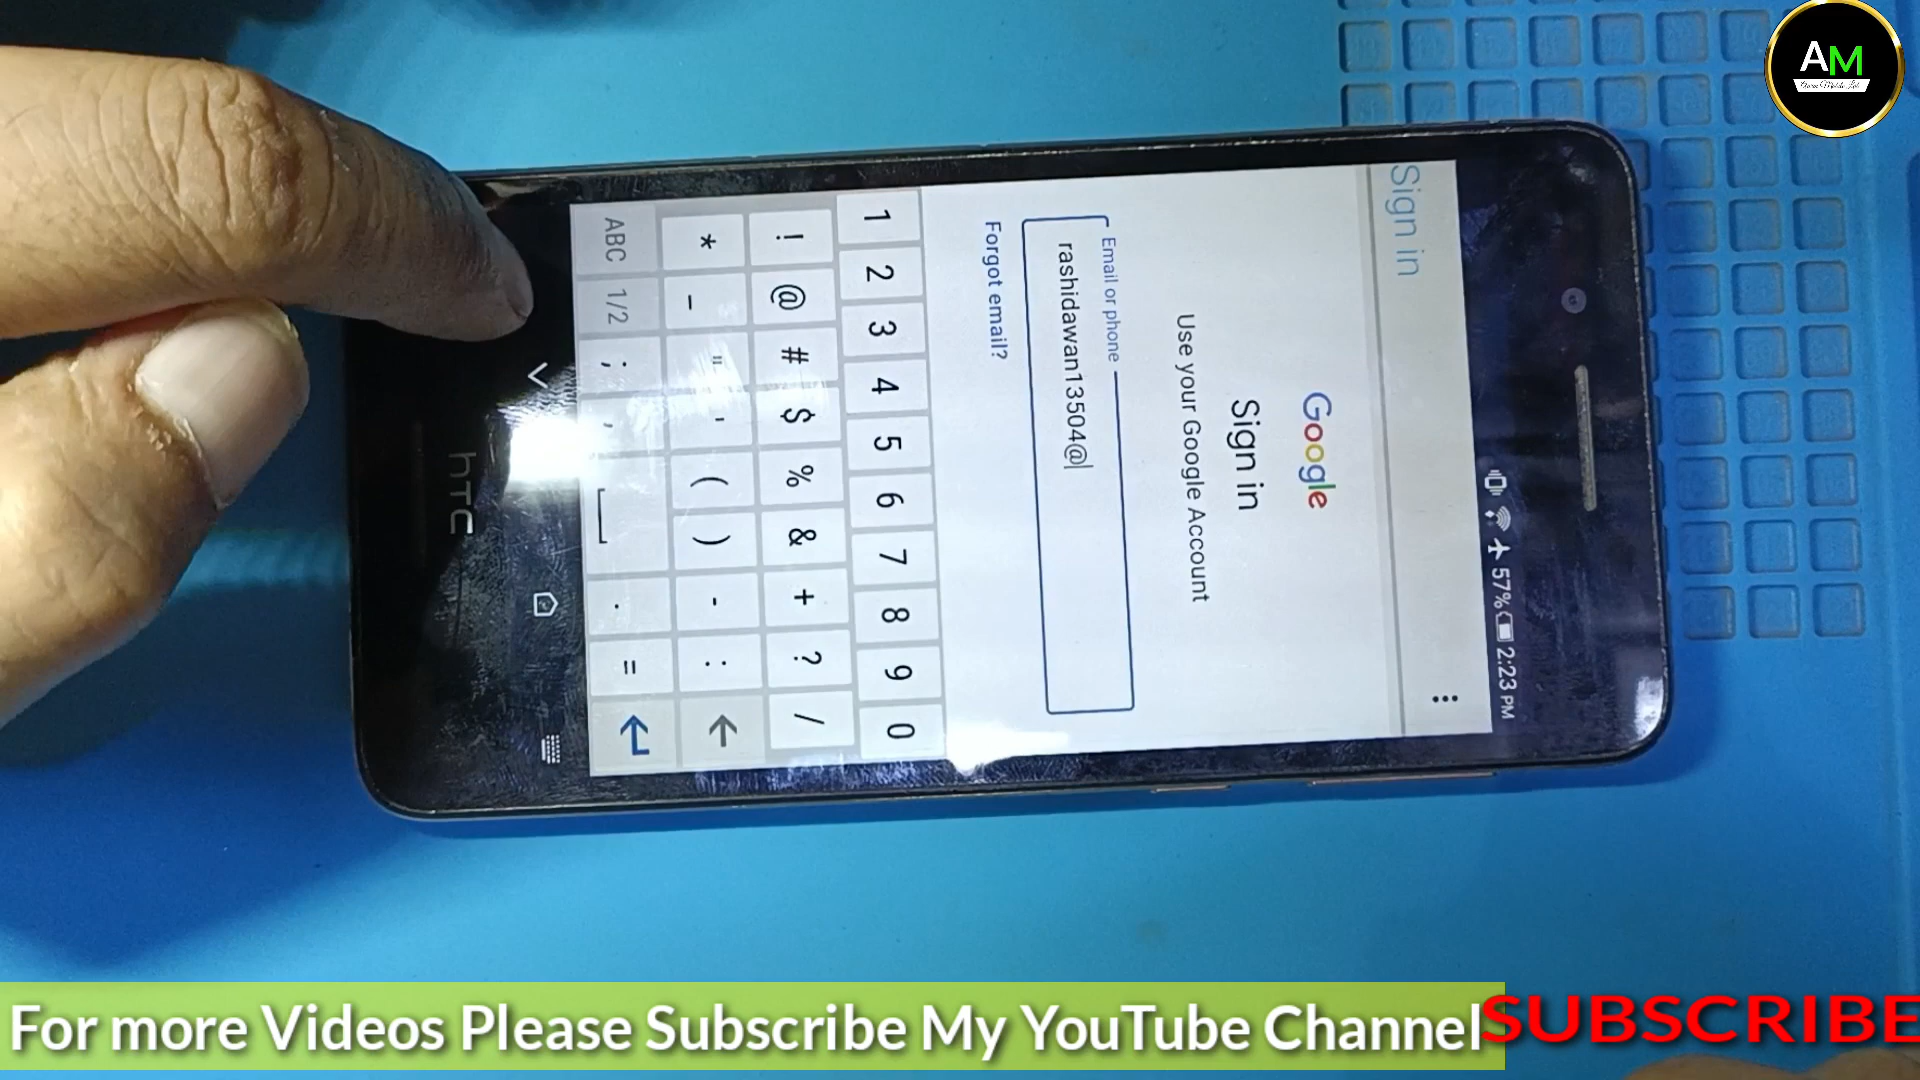 AM
57% 2:23 PM
Sign in
Google
Sign in
Use your Google Account
Email or phone
rashidawan13504@
Forgot email?
1 2 3 4 5 6 7 8 9 0
! @ # $ % & + ? /
* _ " ' ( ) - :
ABC 1/2 ; , . =
hTC
For more Videos Please Subscribe My YouTube Channel
SUBSCRIBE